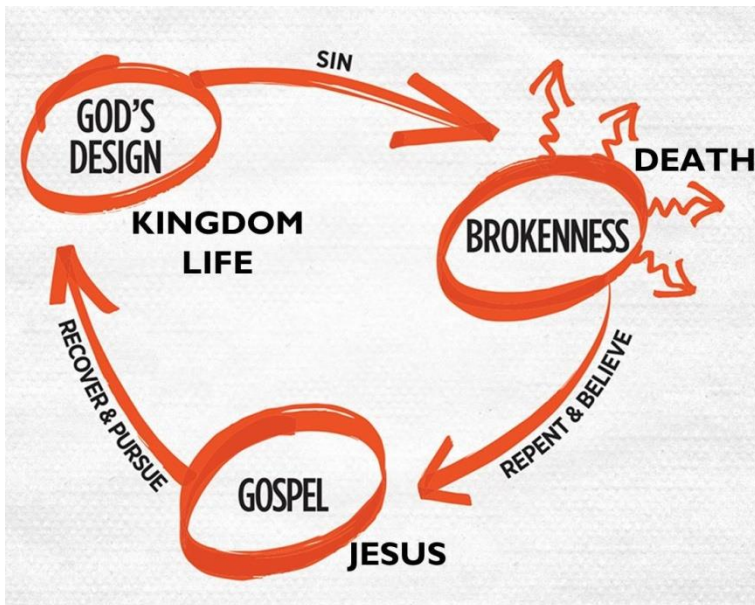 SIN
GOD'S
DESIGN
KINGDOM
LIFE
DEATH
BROKENNESS
REPENT & BELIEVE
GOSPEL
JESUS
RECOVER & PURSUE